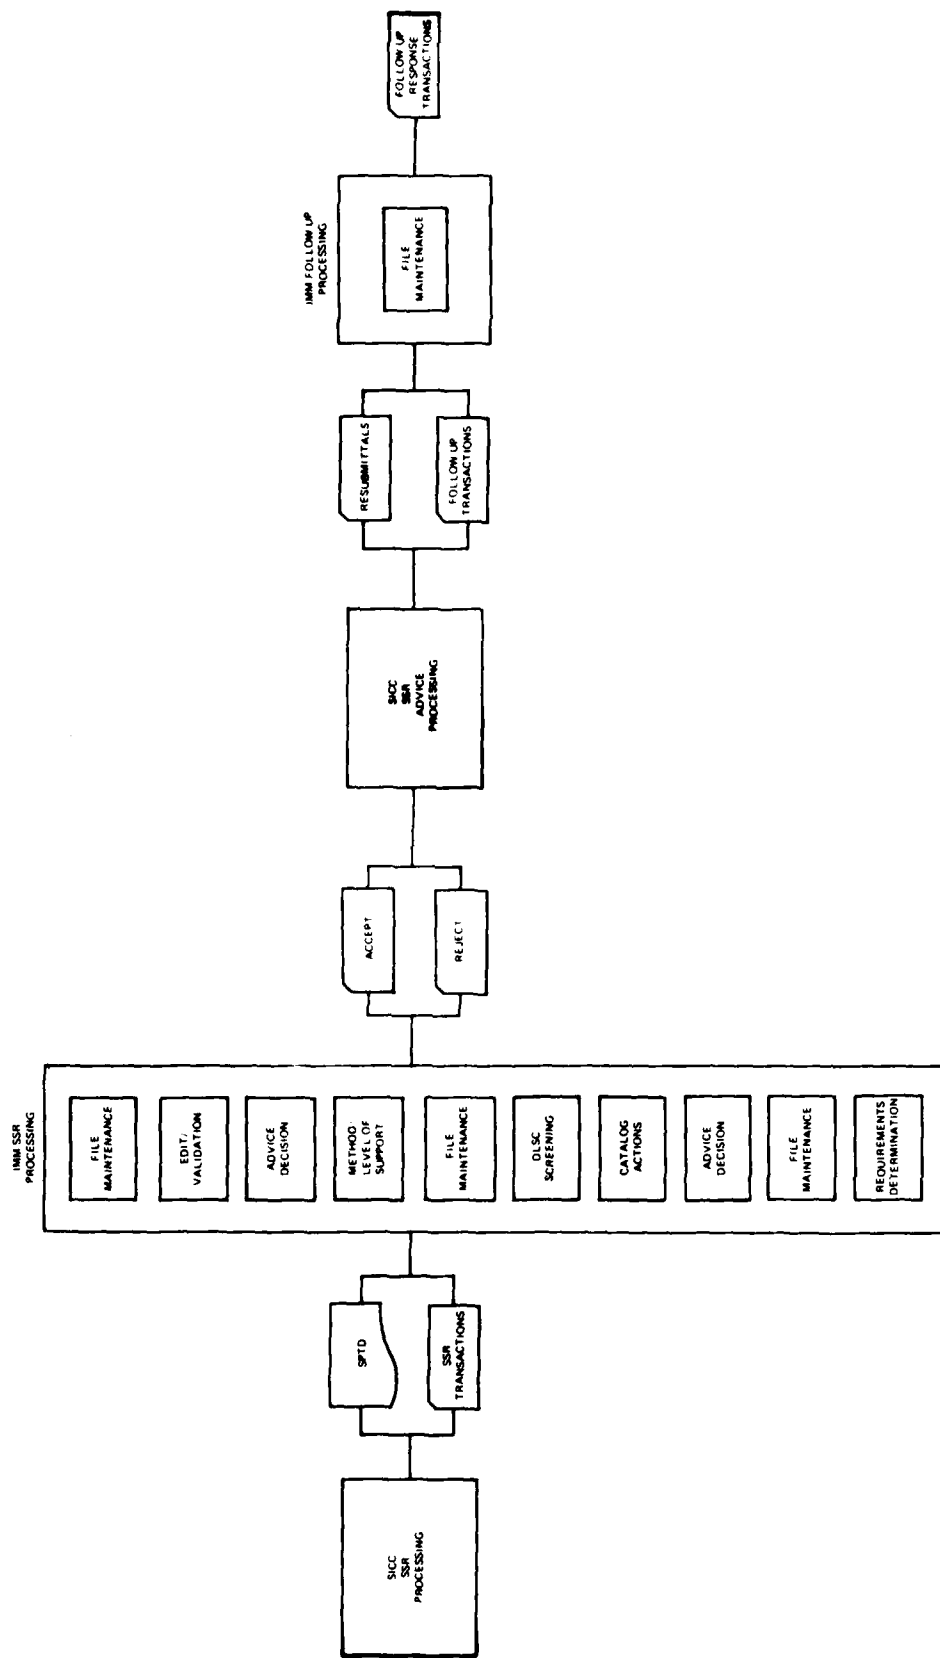 SICC
SSR
PROCESSING
SPTD
SSR
TRANSACTIONS
IMM SSR
PROCESSING
FILE
MAINTENANCE
EDIT/
VALIDATION
ADVICE
DECISION
METHOD-
LEVEL OF
SUPPORT
FILE
MAINTENANCE
DLSC
SCREENING
CATALOG
ACTIONS
ADVICE
DECISION
FILE
MAINTENANCE
REQUIREMENTS
DETERMINATION
ACCEPT
REJECT
SICC
SSR
ADVICE
PROCESSING
RESUBMITTALS
FOLLOW UP
TRANSACTIONS
IMM FOLLOW UP
PROCESSING
FILE
MAINTENANCE
FOLLOW UP
RESPONSE
TRANSACTIONS